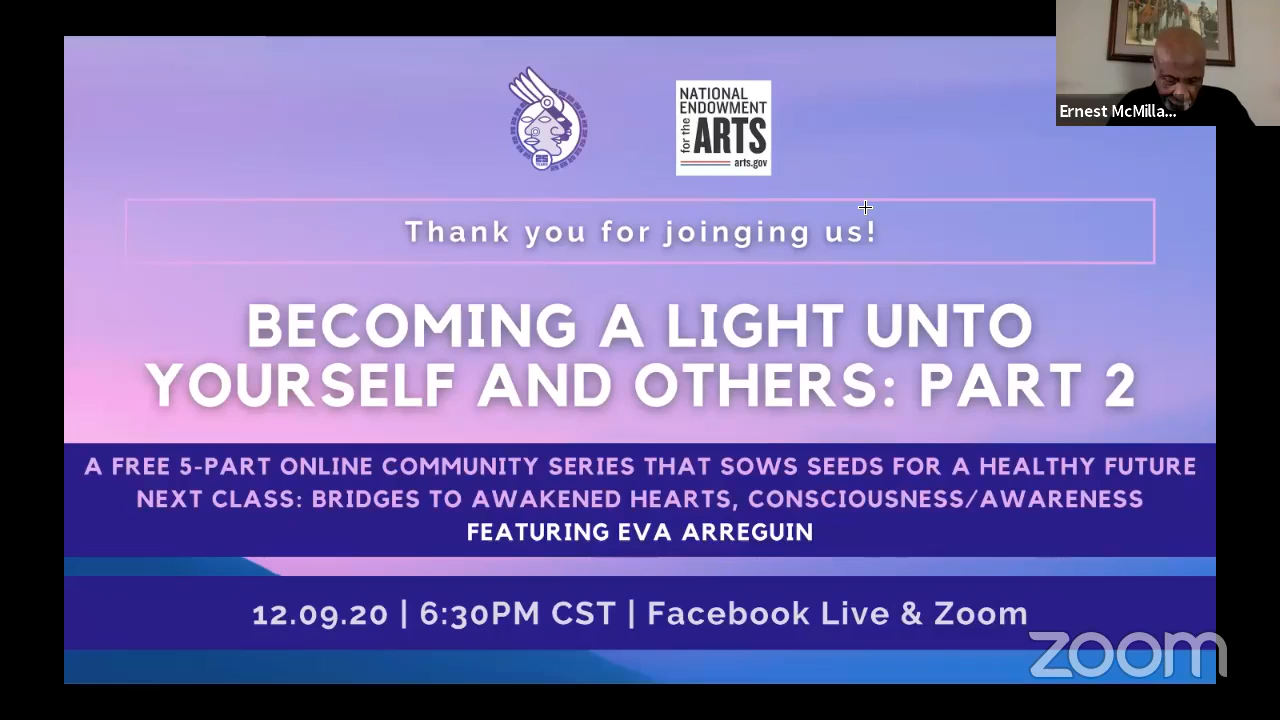 Ernest McMilla...
NATIONAL
ENDOWMENT
for the
ARTS
arts.gov
Thank you for joinging us!
BECOMING A LIGHT UNTO
YOURSELF AND OTHERS: PART 2
A FREE 5-PART ONLINE COMMUNITY SERIES THAT SOWS SEEDS FOR A HEALTHY FUTURE
NEXT CLASS: BRIDGES TO AWAKENED HEARTS, CONSCIOUSNESS/AWARENESS
FEATURING EVA ARREGUIN
12.09.20 | 6:30PM CST | Facebook Live & Zoom
zoom